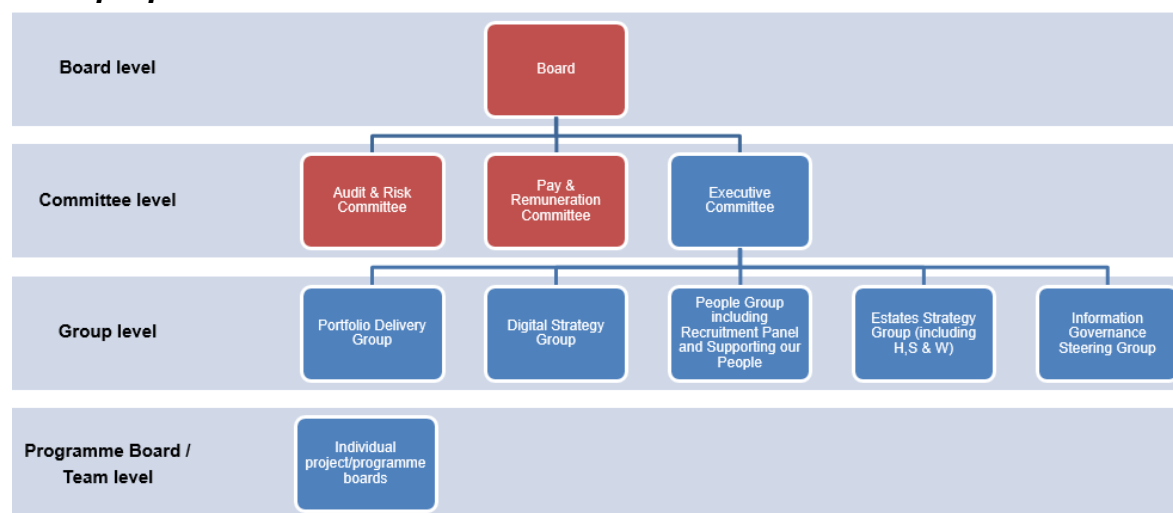 Board level
Board
Committee level
Audit & Risk
Committee
Pay &
Remuneration
Committee
Executive
Committee
Group level
Portfolio Delivery
Group
Digital Strategy
Group
People Group
including
Recruitment Panel
and Supporting our
People
Estates Strategy
Group (including
H,S & W)
Information
Governance
Steering Group
Programme Board /
Team level
Individual
project/programme
boards